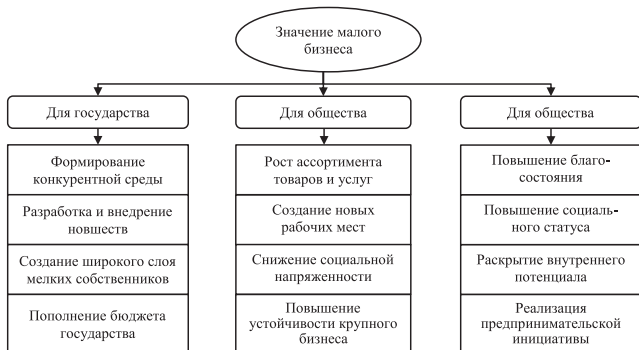 Значение малого
бизнеса
Для государства
Для общества
Для общества
Формирование
конкурентной среды
Разработка и внедрение
новшеств
Создание широкого слоя
мелких собственников
Пополнение бюджета
государства
Рост ассортимента
товаров и услуг
Создание новых
рабочих мест
Снижение социальной
напряженности
Повышение
устойчивости крупного
бизнеса
Повышение благо-
состояния
Повышение социаль-
ного статуса
Раскрытие внутреннего
потенциала
Реализация
предпринимательской
инициативы